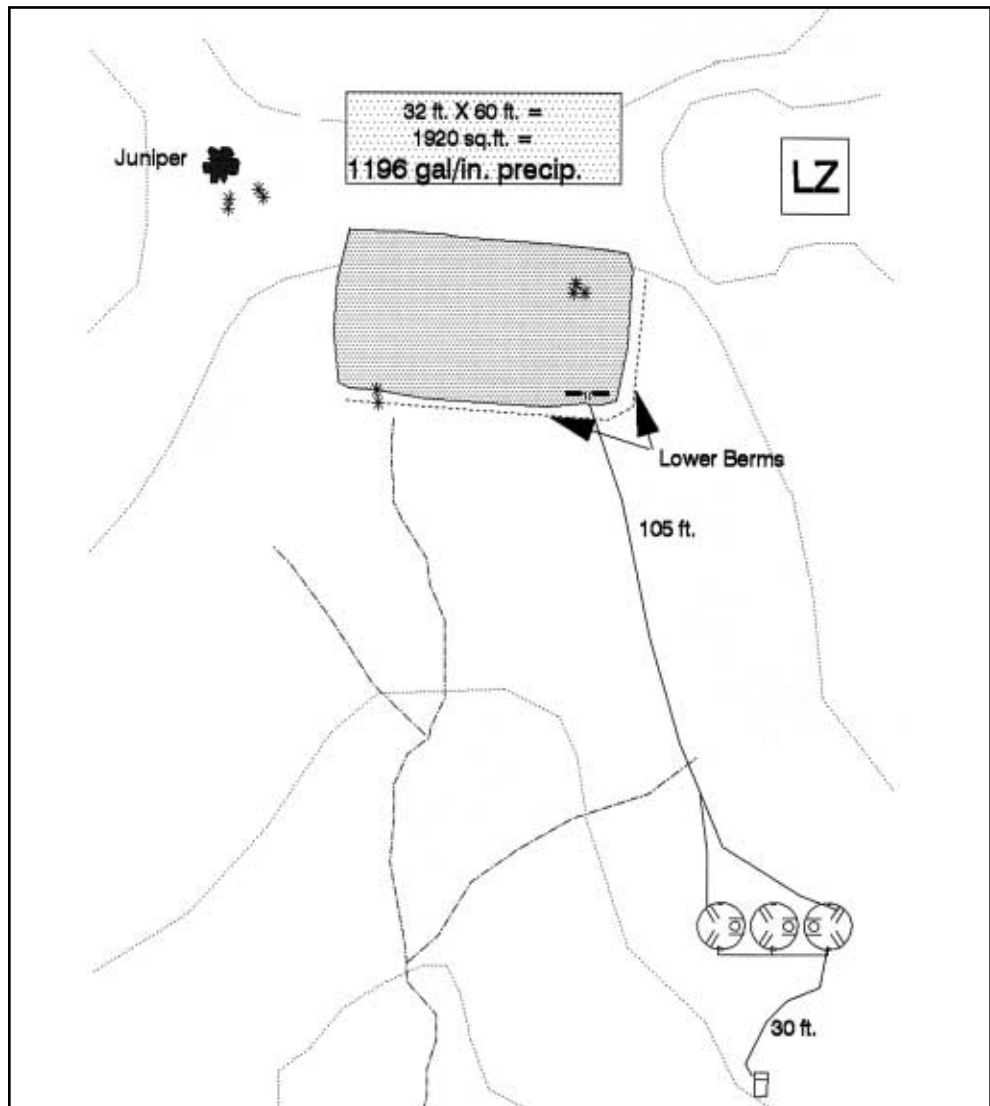 32 ft. X 60 ft. =
1920 sq.ft. =
1196 gal/in. precip.
Juniper
LZ
Lower Berms
105 ft.
30 ft.